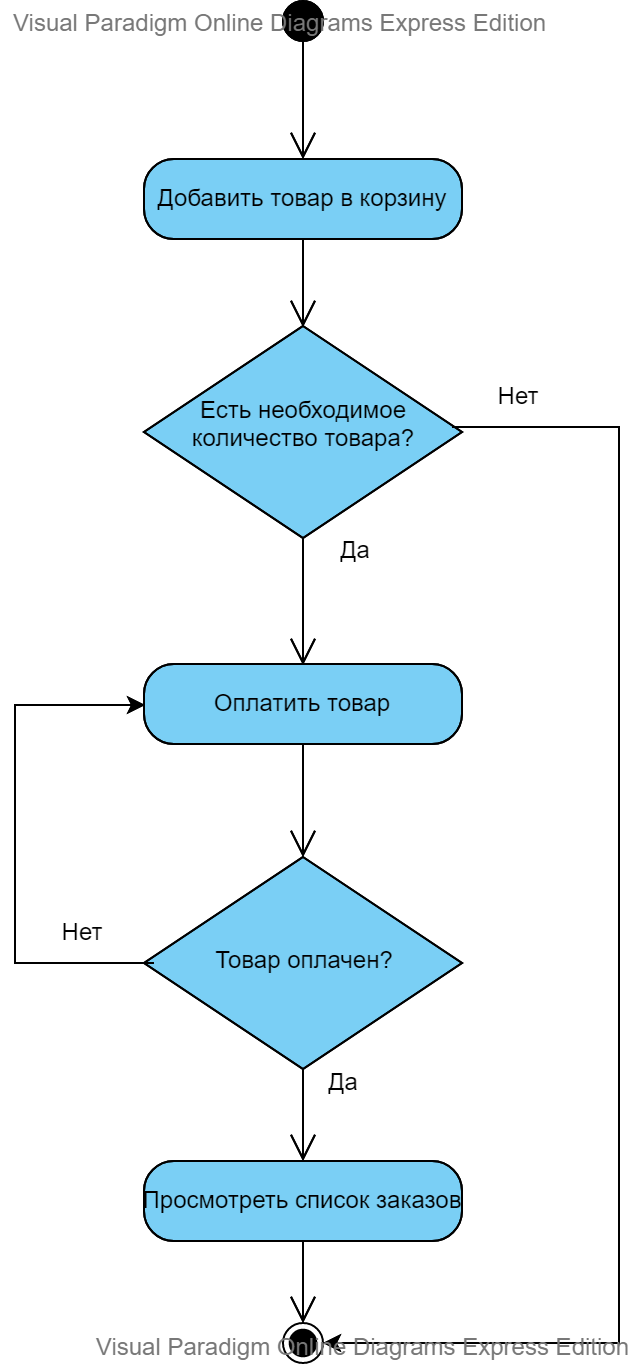 Visual Paradigm Online Diagrams Express Edition
Добавить товар в корзину
Есть необходимое
количество товара?
Нет
Да
Оплатить товар
Товар оплачен?
Нет
Да
Просмотреть список заказов
Visual Paradigm Online Diagrams Express Edition